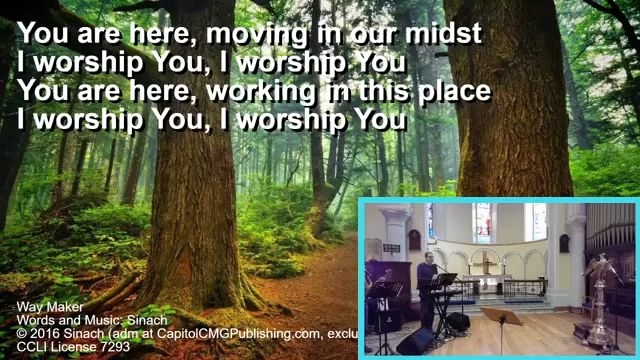 You are here, moving in our midst
I worship You, I worship You
You are here, working in this place
I worship You, I worship You
Way Maker
Words and Music: Sinach
© 2016 Sinach (adm at CapitolCMGPublishing.com, exclu
CCLI License 7293